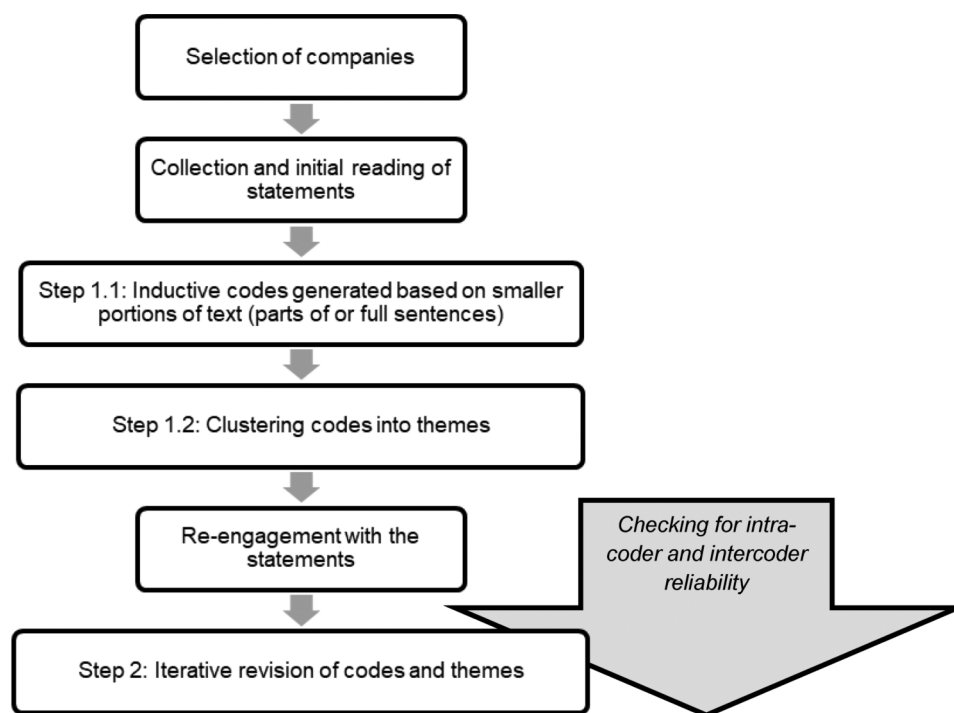 Selection of companies
Collection and initial reading of
statements
Step 1.1: Inductive codes generated based on smaller
portions of text (parts of or full sentences)
Step 1.2: Clustering codes into themes
Re-engagement with the
statements
Checking for intra-
coder and intercoder
reliability
Step 2: Iterative revision of codes and themes